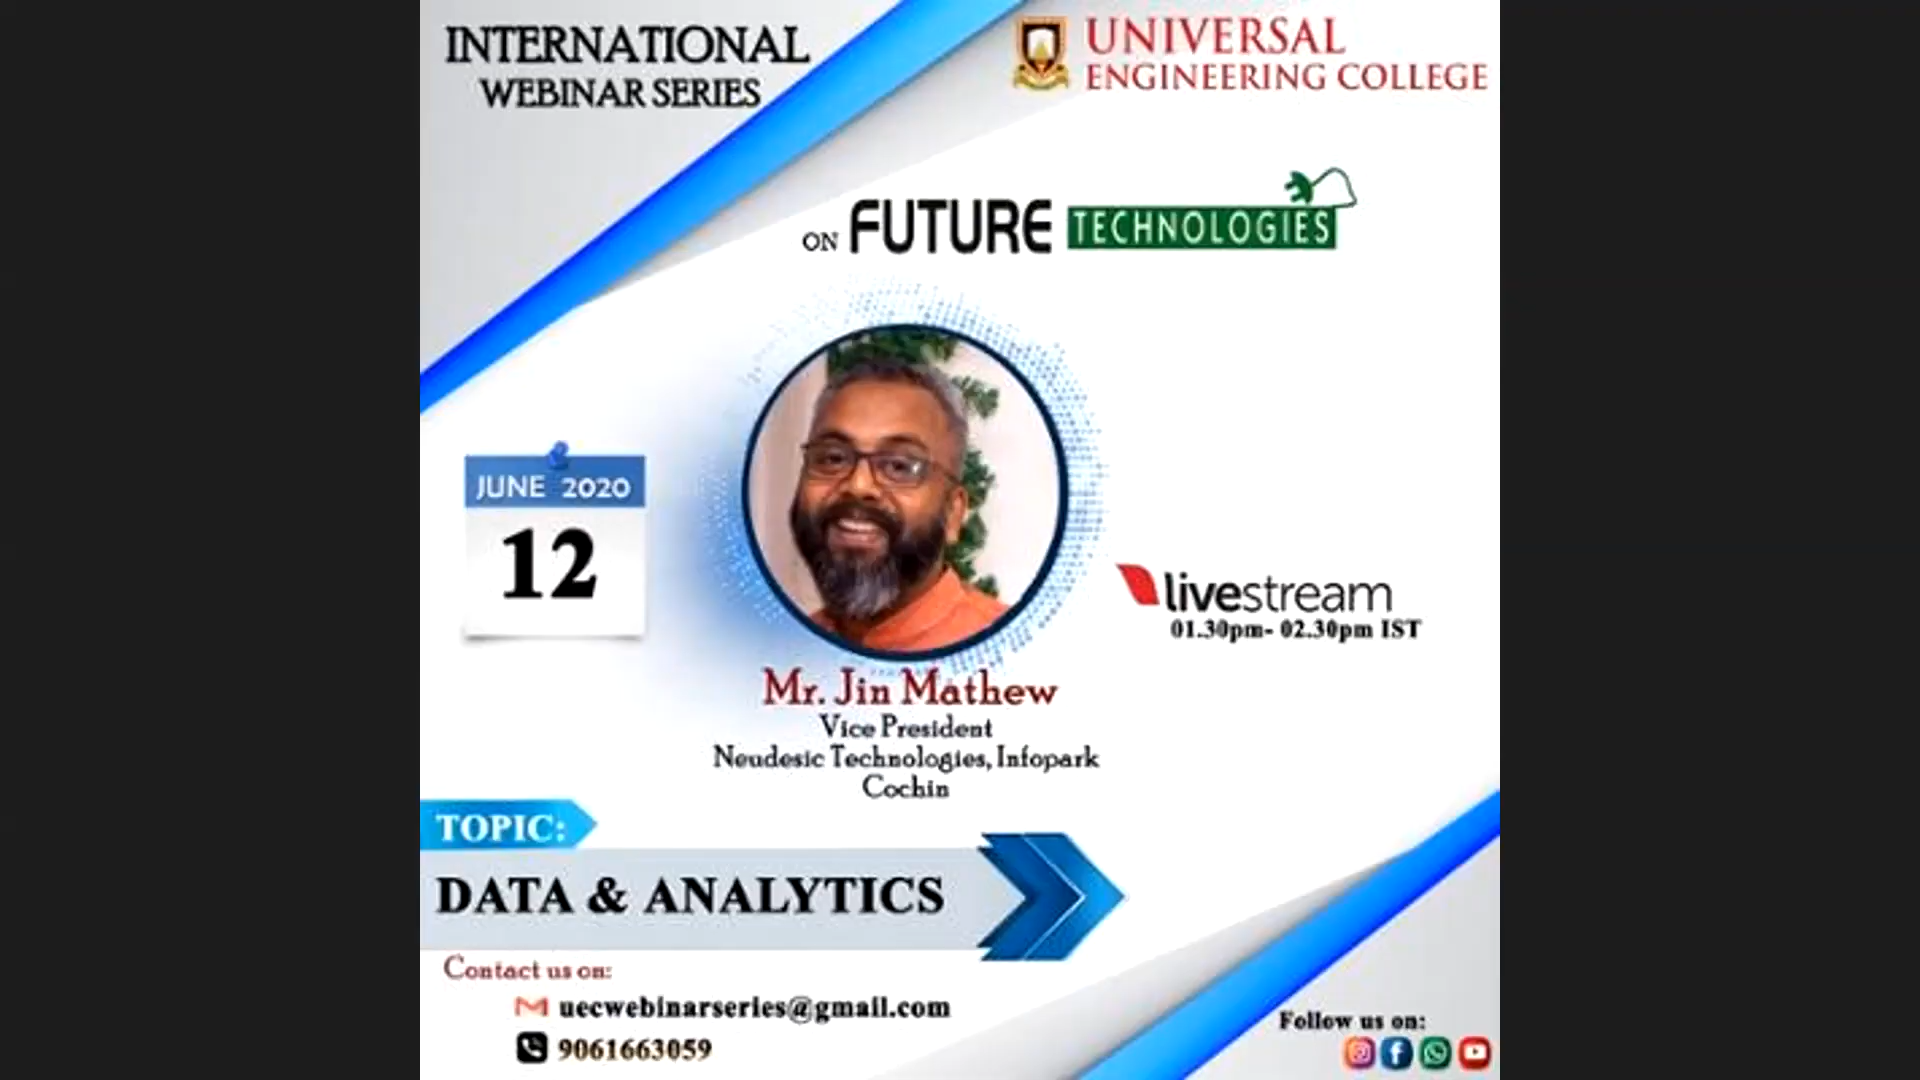 INTERNATIONAL
WEBINAR SERIES
UNIVERSAL
ENGINEERING COLLEGE
ON FUTURE TECHNOLOGIES
JUNE 2020
12
livestream
01.30pm- 02.30pm IST
Mr. Jin Mathew
Vice President
Neudesic Technologies, Infopark
Cochin
TOPIC:
DATA & ANALYTICS
Contact us on:
uecwebinarseries@gmail.com
9061663059
Follow us on: